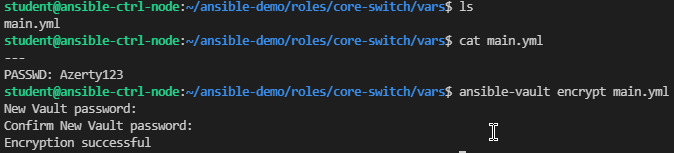 student@ansible-ctrl-node:~/ansible-demo/roles/core-switch/vars$ ls
main.yml
student@ansible-ctrl-node:~/ansible-demo/roles/core-switch/vars$ cat main.yml
---
PASSWD: Azerty123
student@ansible-ctrl-node:~/ansible-demo/roles/core-switch/vars$ ansible-vault encrypt main.yml
New Vault password:
Confirm New Vault password:
Encryption successful